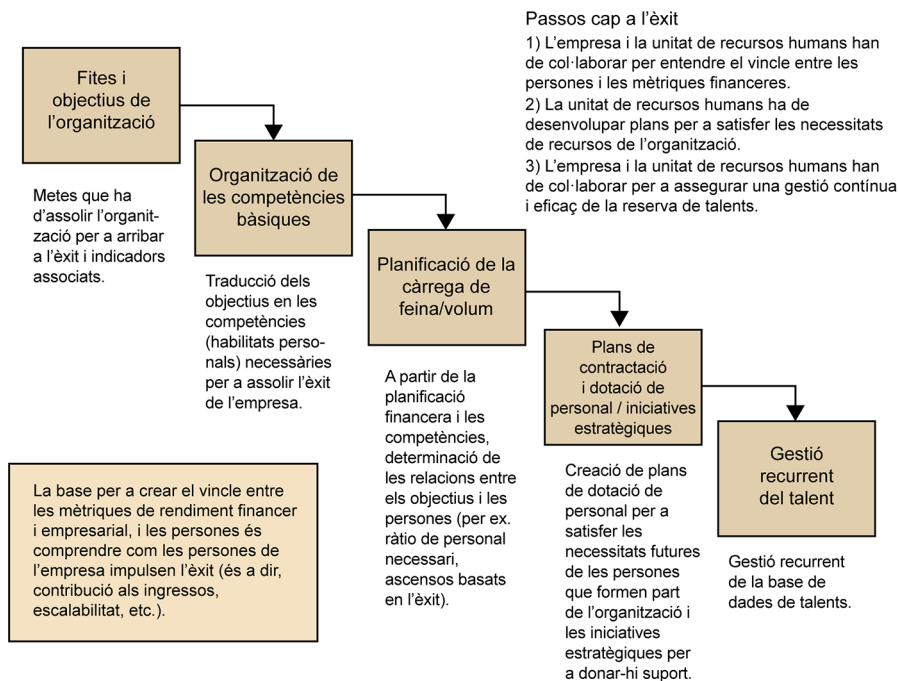 Passos cap a l’èxit
1) L’empresa i la unitat de recursos humans han
de col·laborar per entendre el vincle entre les
persones i les mètriques financeres.
2) La unitat de recursos humans ha de
desenvolupar plans per a satisfer les necessitats
de recursos de l’organització.
3) L’empresa i la unitat de recursos humans han
de col·laborar per a assegurar una gestió contínua
i eficaç de la reserva de talents.
Fites i
objectius de
l’organització
Metes que ha
d’assolir l’organit-
zació per a arribar
a l’èxit i indicadors
associats.
Organització de
les competències
bàsiques
Traducció dels
objectius en les
competències
(habilitats perso-
nals) necessàries
per a assolir l’èxit
de l’empresa.
Planificació de la
càrrega de
feina/volum
A partir de la
planificació
financera i les
competències,
determinació de
les relacions entre
els objectius i les
persones (per ex.
ràtio de personal
necessari,
ascensos basats
en l’èxit).
Plans de
contractació
i dotació de
personal / iniciatives
estratègiques
Creació de plans
de dotació de
personal per a
satisfer les
necessitats futures
de les persones
que formen part
de l’organització i
les iniciatives
estratègiques per
a donar-hi suport.
Gestió
recurrent
del talent
Gestió recurrent
de la base de
dades de talents.
La base per a crear el vincle entre
les mètriques de rendiment financer
i empresarial, i les persones és
comprendre com les persones de
l’empresa impulsen l’èxit (és a dir,
contribució als ingressos,
escalabilitat, etc.).